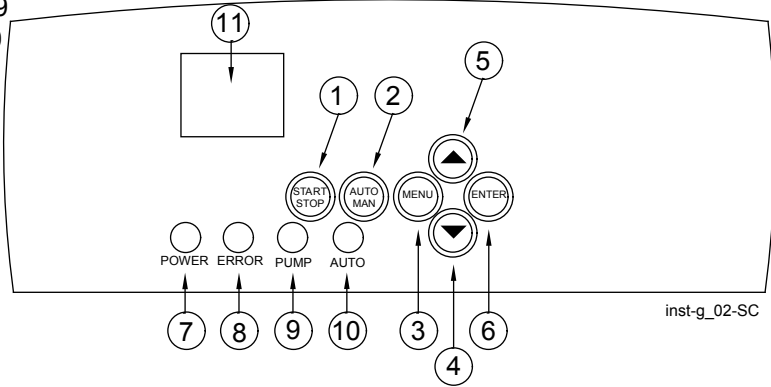 9
11
1
2
5
START
STOP
AUTO
MAN
MENU
ENTER
POWER
ERROR
PUMP
AUTO
inst-g_02-SC
7
8
9
10
3
4
6